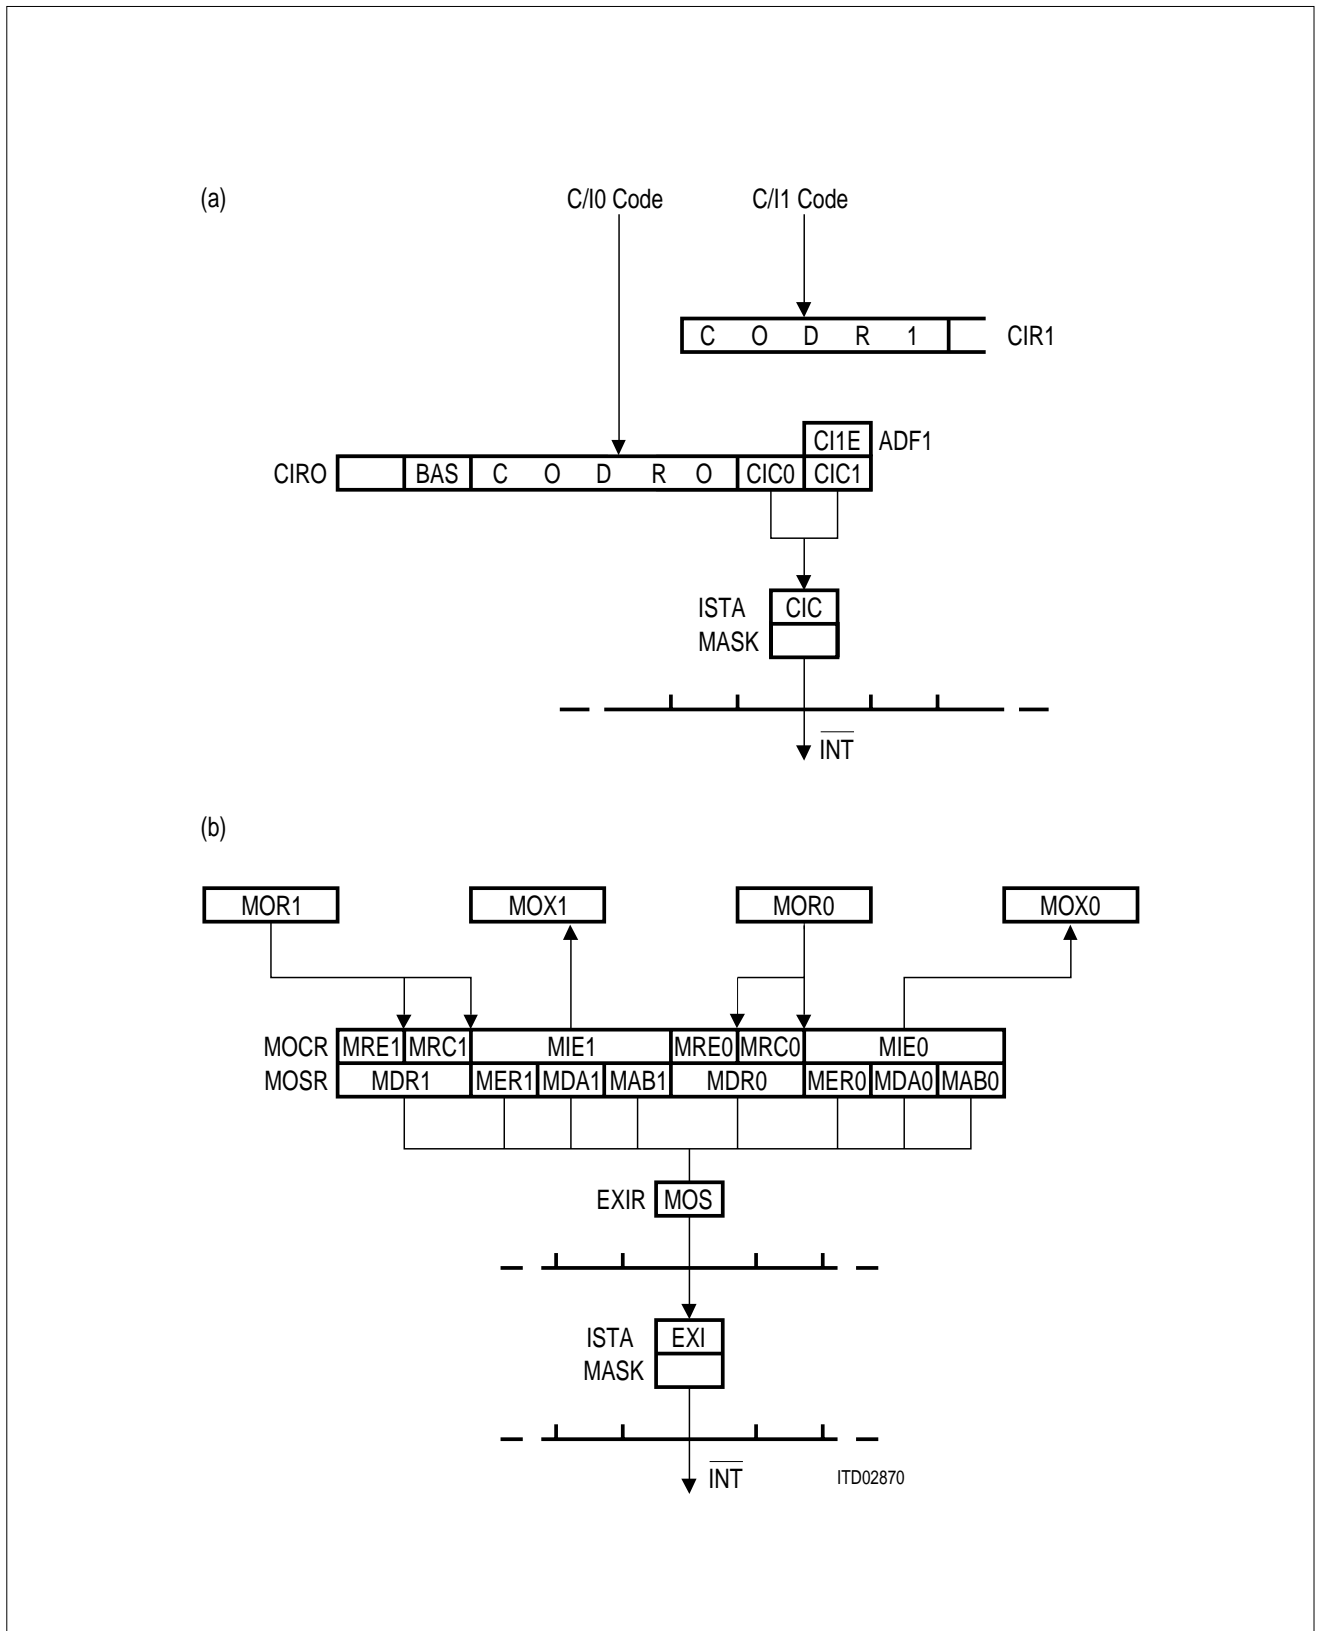 (a)
C/I0 Code C/I1 Code
C O D R 1 CIR1
CI1E ADF1
CIRO BAS C O D R O CIC0 CIC1
ISTA CIC
MASK
INT
(b)
MOR1 MOX1 MOR0 MOX0
MOCR MRE1 MRC1 MIE1 MRE0 MRC0 MIE0
MOSR MDR1 MER1 MDA1 MAB1 MDR0 MER0 MDA0 MAB0
EXIR MOS
ISTA EXI
MASK
INT
ITD02870